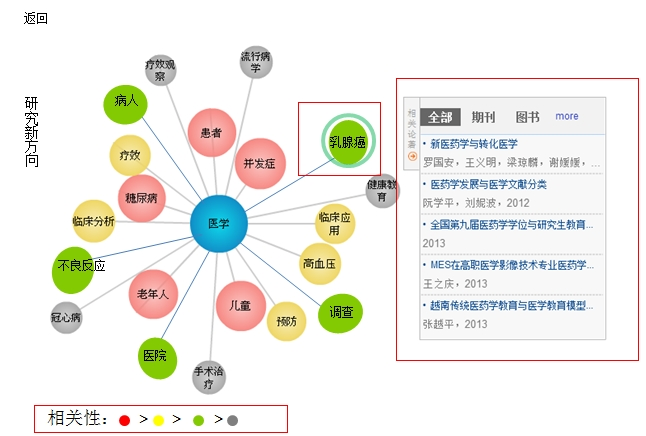 返回
研究新方向
疗效观
察
流行病
学
病人
患者
乳腺癌
疗效
并发症
糖尿病
健康教
育
临床分析
医学
临床应
用
不良反应
高血压
老年人
儿童
冠心病
预防
调查
医院
手术治
疗
相关性： > > >
相关论著
全部 期刊 图书 more
• 新医药学与转化医学
罗国安，王义明，梁琼麟，谢媛媛，...
• 医药学发展与医学文献分类
阮学平，刘妮波，2012
• 全国第九届医药学学位与研究生教育...
2013
• MES在高职医学影像技术专业医药学...
王之庆，2013
• 越南传统医药学教育与医学教育模型...
张越平，2013